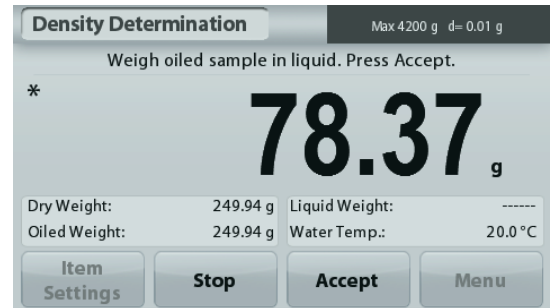 Density Determination
Max 4200 g d= 0.01 g
Weigh oiled sample in liquid. Press Accept.
*
78.37 g
Dry Weight: 249.94 g Liquid Weight: ------
Oiled Weight: 249.94 g Water Temp.: 20.0 °C
Item Settings
Stop
Accept
Menu